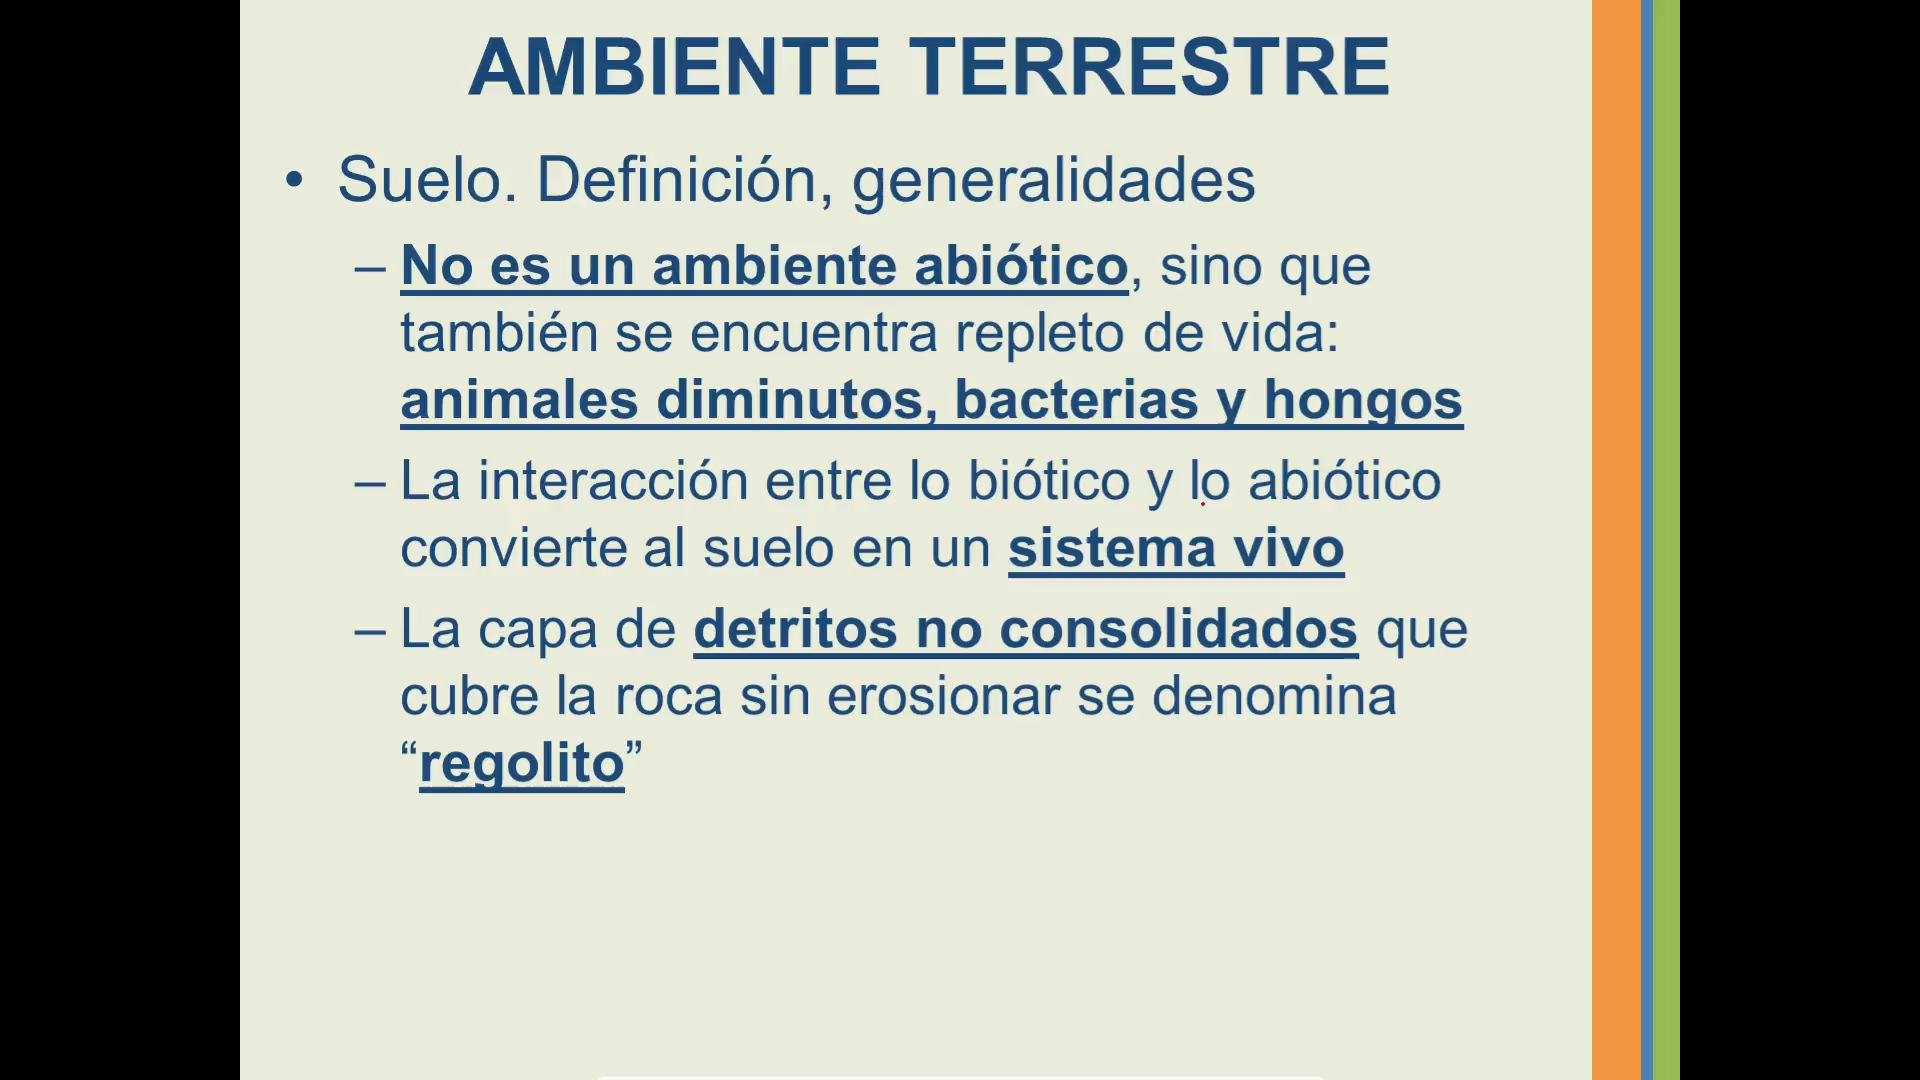 AMBIENTE TERRESTRE
• Suelo. Definición, generalidades
– No es un ambiente abiótico, sino que
también se encuentra repleto de vida:
animales diminutos, bacterias y hongos
– La interacción entre lo biótico y lo abiótico
convierte al suelo en un sistema vivo
– La capa de detritos no consolidados que
cubre la roca sin erosionar se denomina
“regolito”